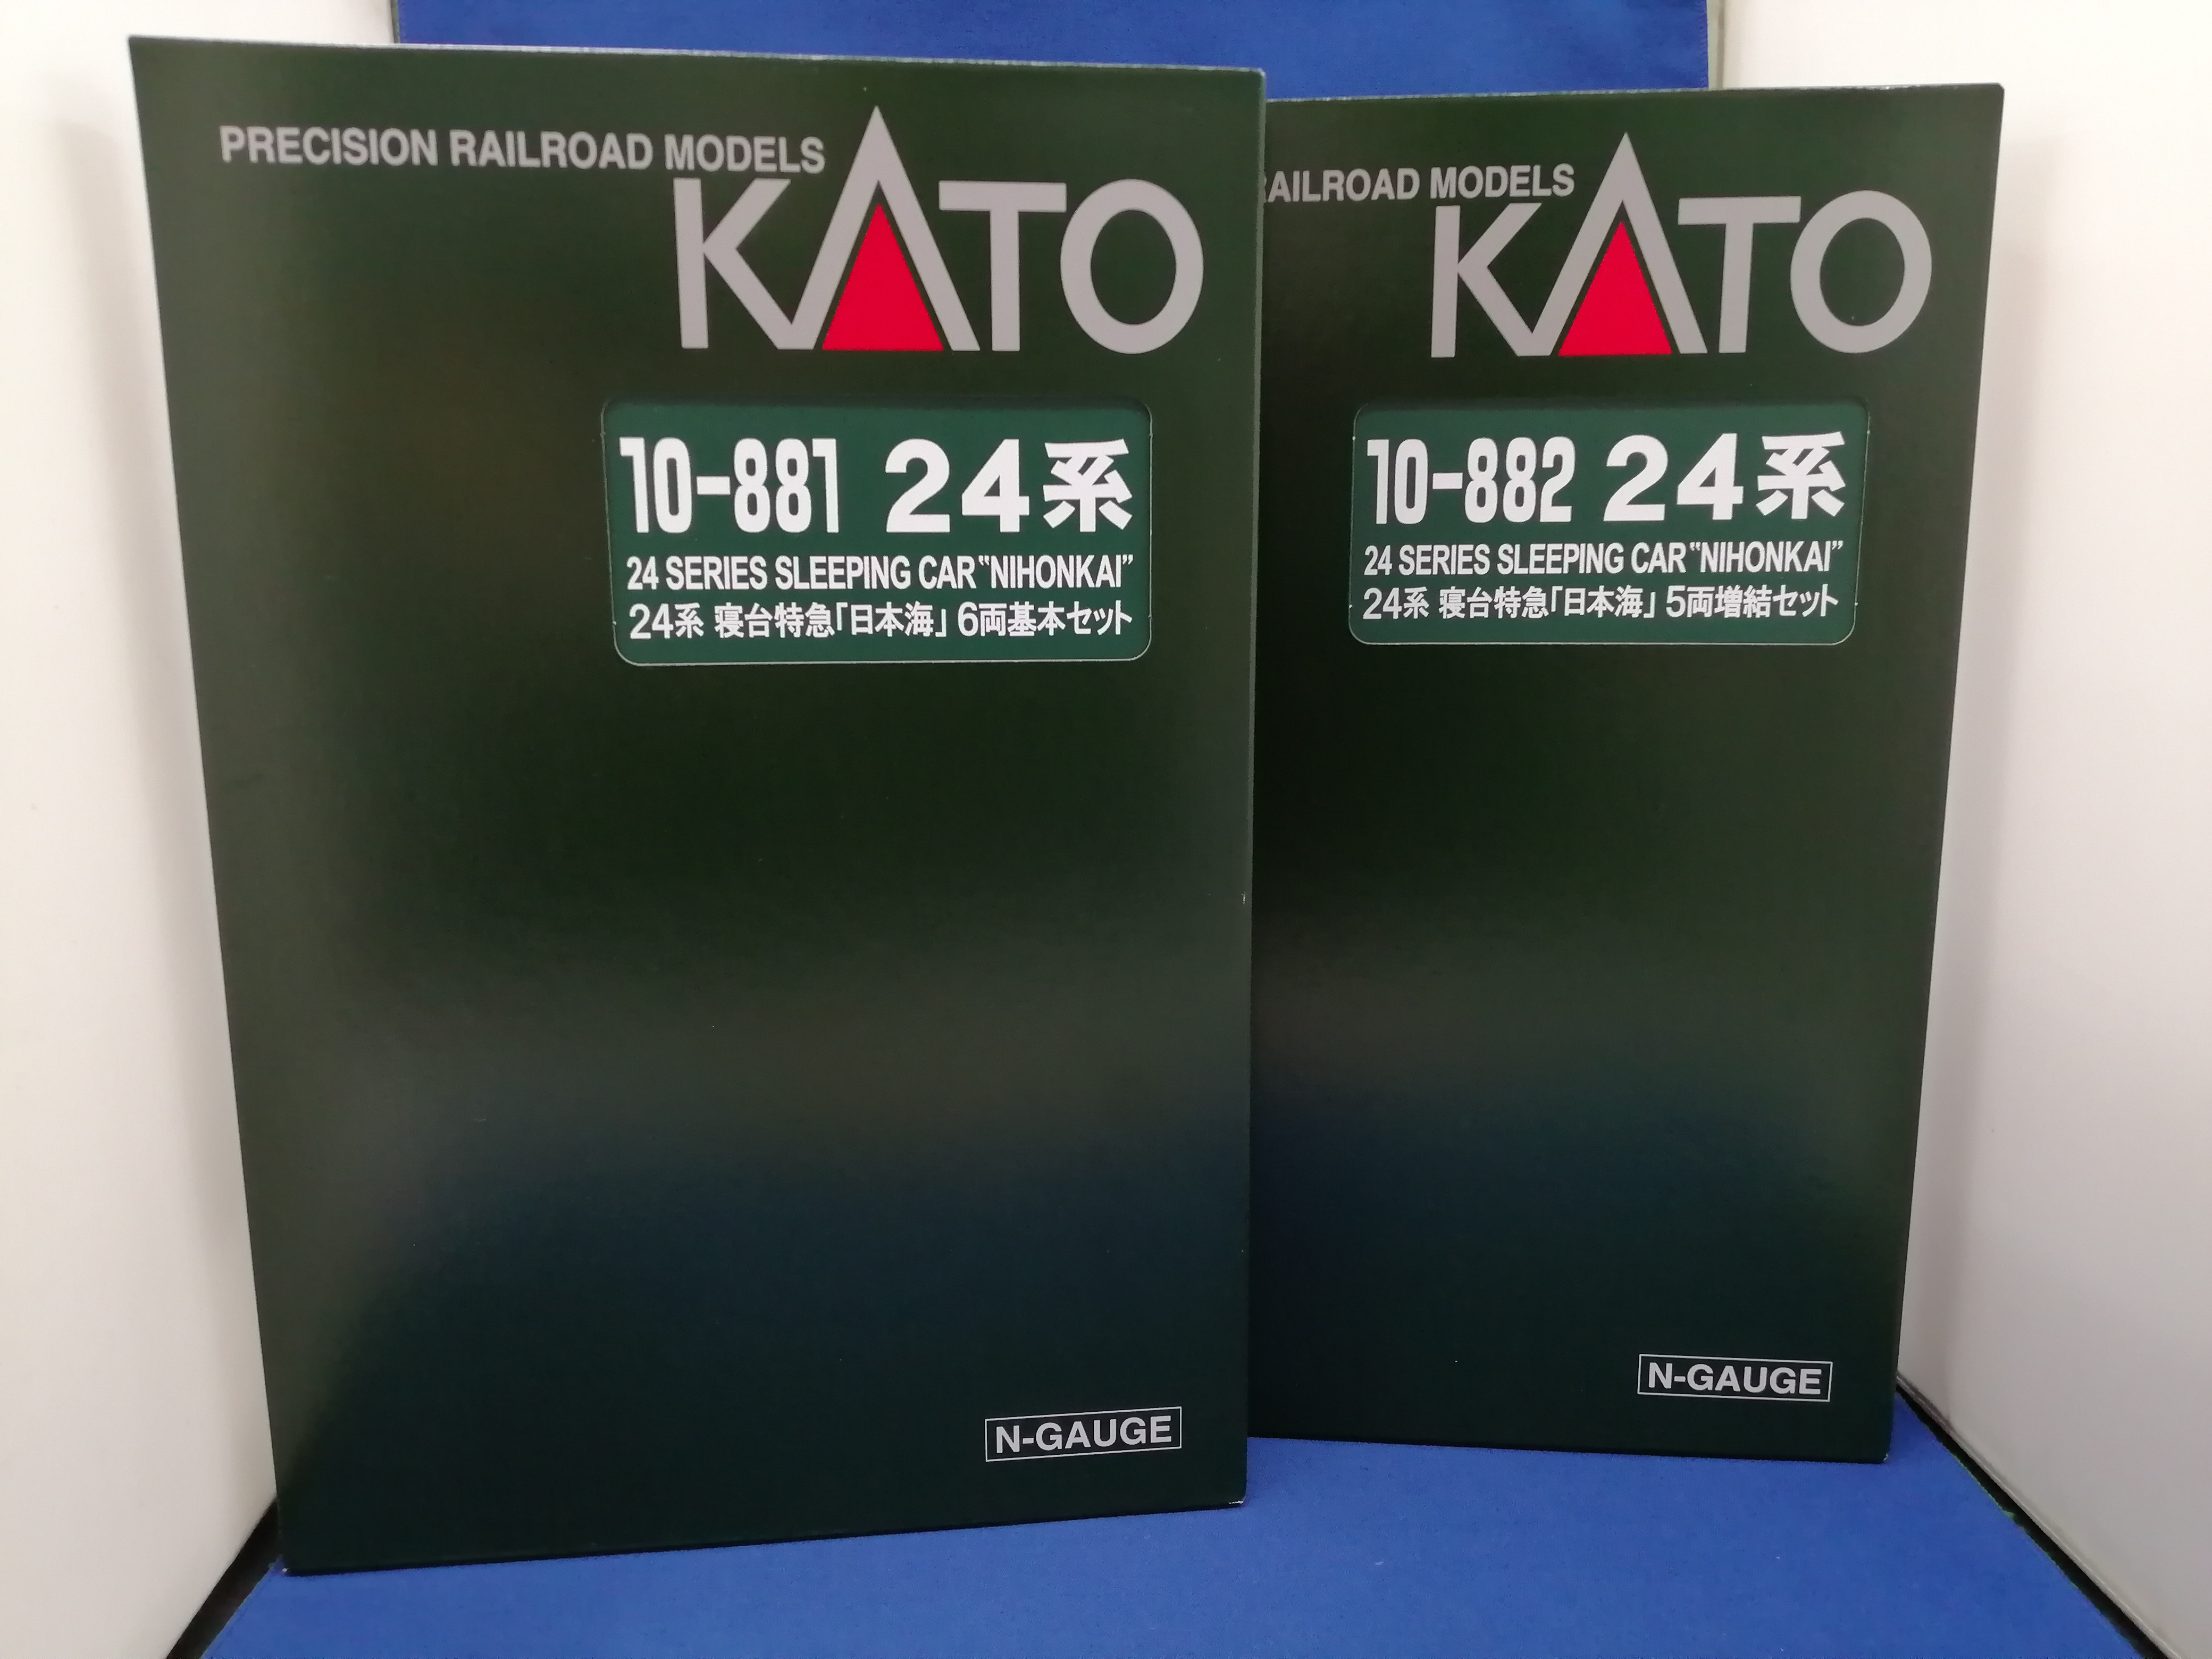 PRECISION RAILROAD MODELS
KATO
10-881 24系
24 SERIES SLEEPING CAR "NIHONKAI"
24系 寝台特急「日本海」 6両基本セット
N-GAUGE
RAILROAD MODELS
KATO
10-882 24系
24 SERIES SLEEPING CAR "NIHONKAI"
24系 寝台特急「日本海」 5両増結セット
N-GAUGE